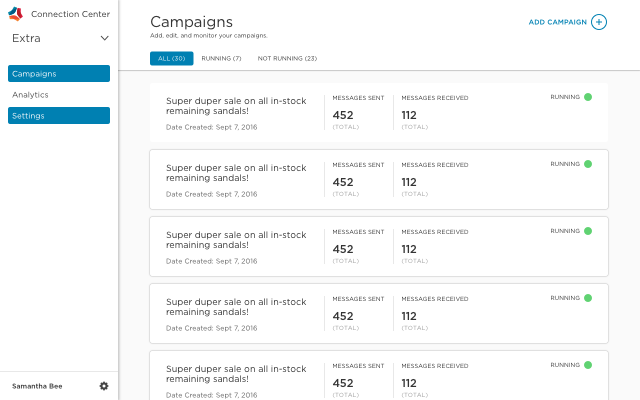 Connection Center
Extra
Campaigns
Analytics
Settings
Samantha Bee
Campaigns
Add, edit, and monitor your campaigns.
ADD CAMPAIGN
ALL (30)
RUNNING (7)
NOT RUNNING (23)
Super duper sale on all in-stock
remaining sandals!
Date Created: Sept 7, 2016
MESSAGES SENT
452
(TOTAL)
MESSAGES RECEIVED
112
(TOTAL)
RUNNING
Super duper sale on all in-stock
remaining sandals!
Date Created: Sept 7, 2016
MESSAGES SENT
452
(TOTAL)
MESSAGES RECEIVED
112
(TOTAL)
RUNNING
Super duper sale on all in-stock
remaining sandals!
Date Created: Sept 7, 2016
MESSAGES SENT
452
(TOTAL)
MESSAGES RECEIVED
112
(TOTAL)
RUNNING
Super duper sale on all in-stock
remaining sandals!
Date Created: Sept 7, 2016
MESSAGES SENT
452
(TOTAL)
MESSAGES RECEIVED
112
(TOTAL)
RUNNING
Super duper sale on all in-stock
remaining sandals!
Date Created: Sept 7, 2016
MESSAGES SENT
452
(TOTAL)
MESSAGES RECEIVED
112
(TOTAL)
RUNNING